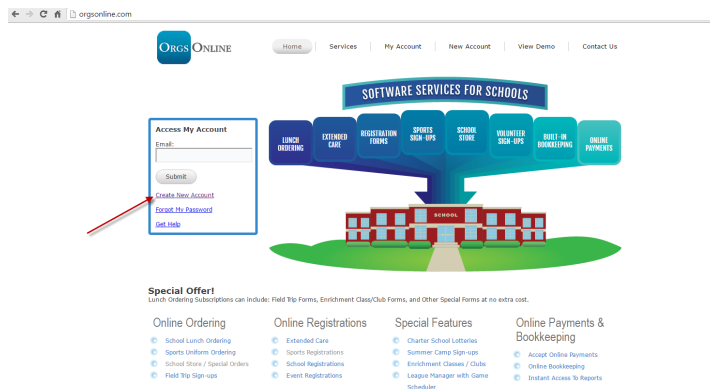 orgsonline.com
ORGS ONLINE
Home Services My Account New Account View Demo Contact Us
SOFTWARE SERVICES FOR SCHOOLS
LUNCH ORDERING
EXTENDED CARE
REGISTRATION FORMS
SPORTS SIGN-UPS
SCHOOL STORE
VOLUNTEER SIGN-UPS
BUILT-IN BOOKKEEPING
ONLINE PAYMENTS
SCHOOL
Access My Account
Email:
Submit
Create New Account
Forgot My Password
Get Help
Special Offer!
Lunch Ordering Subscriptions can include: Field Trip Forms, Enrichment Class/Club Forms, and Other Special Forms at no extra cost.
Online Ordering
School Lunch Ordering
Sports Uniform Ordering
School Store / Special Orders
Field Trip Sign-ups
Online Registrations
Extended Care
Sports Registrations
School Registrations
Event Registrations
Special Features
Charter School Lotteries
Summer Camp Sign-ups
Enrichment Classes / Clubs
League Manager with Game
Scheduler
Online Payments &
Bookkeeping
Accept Online Payments
Online Bookkeeping
Instant Access To Reports